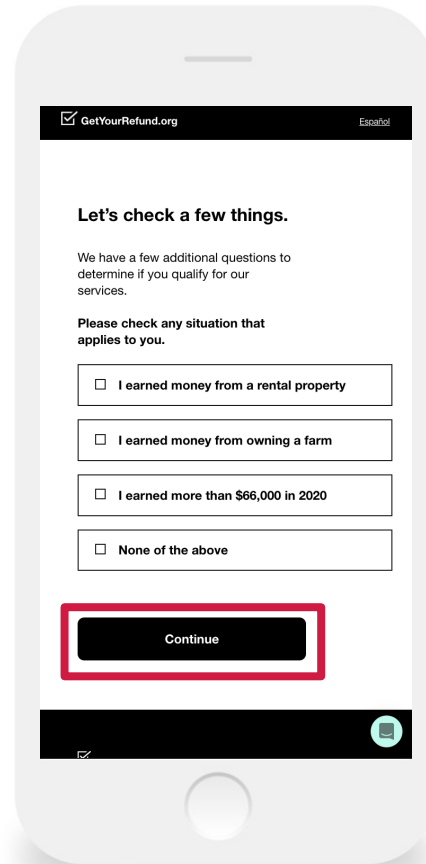 GetYourRefund.org
Español
Let's check a few things.
We have a few additional questions to
determine if you qualify for our
services.
Please check any situation that
applies to you.
I earned money from a rental property
I earned money from owning a farm
I earned more than $66,000 in 2020
None of the above
Continue